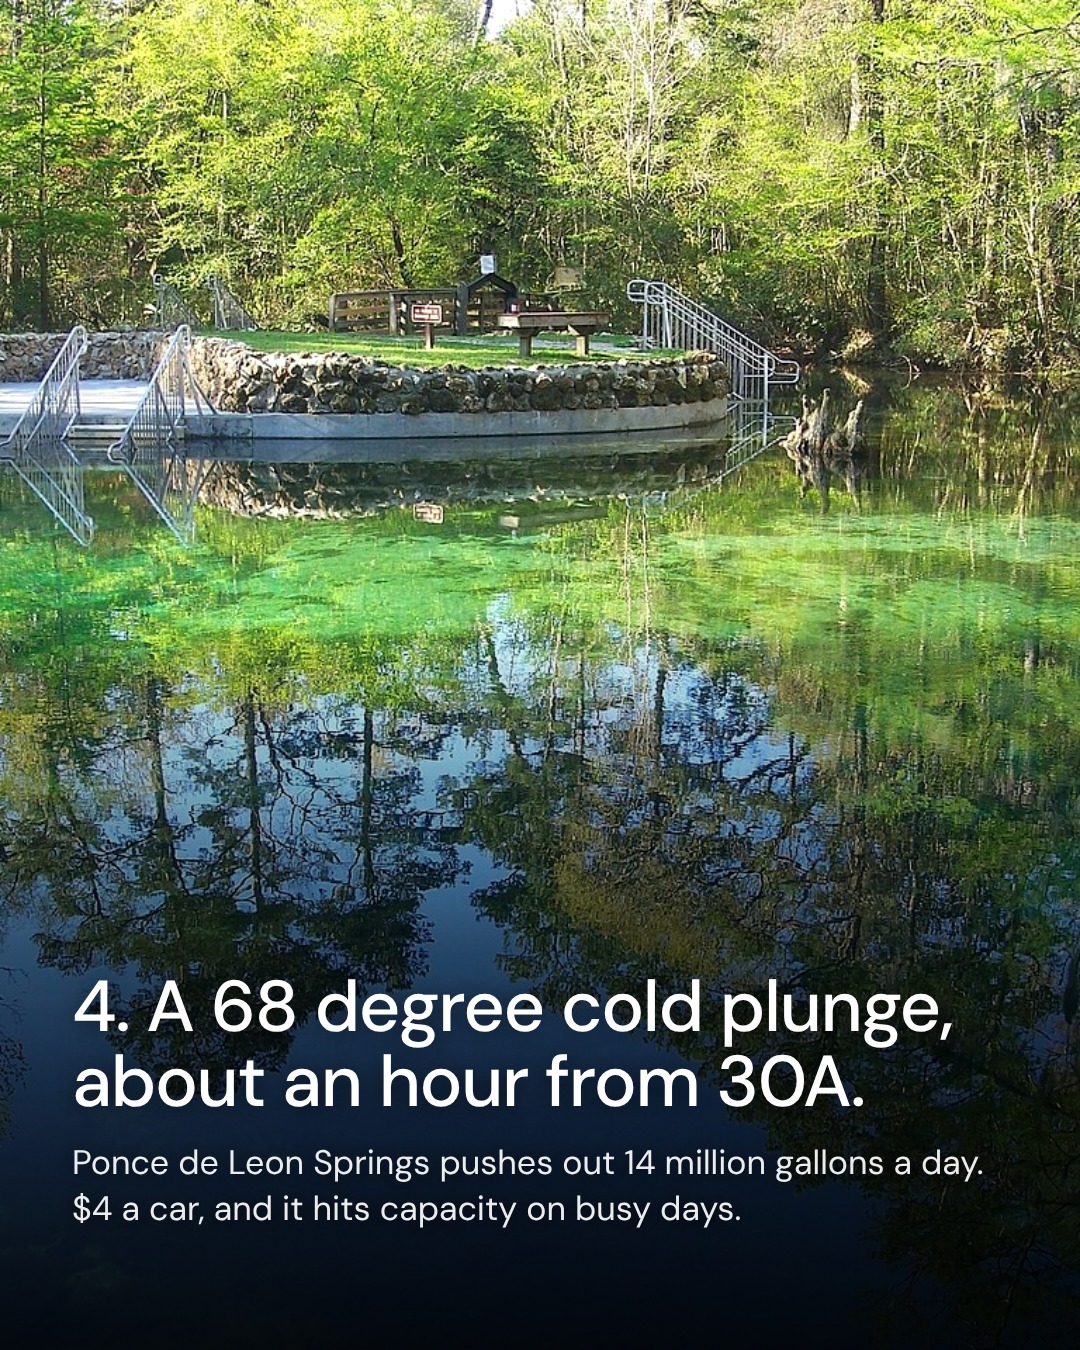 4. A 68 degree cold plunge,
about an hour from 30A.
Ponce de Leon Springs pushes out 14 million gallons a day.
$4 a car, and it hits capacity on busy days.